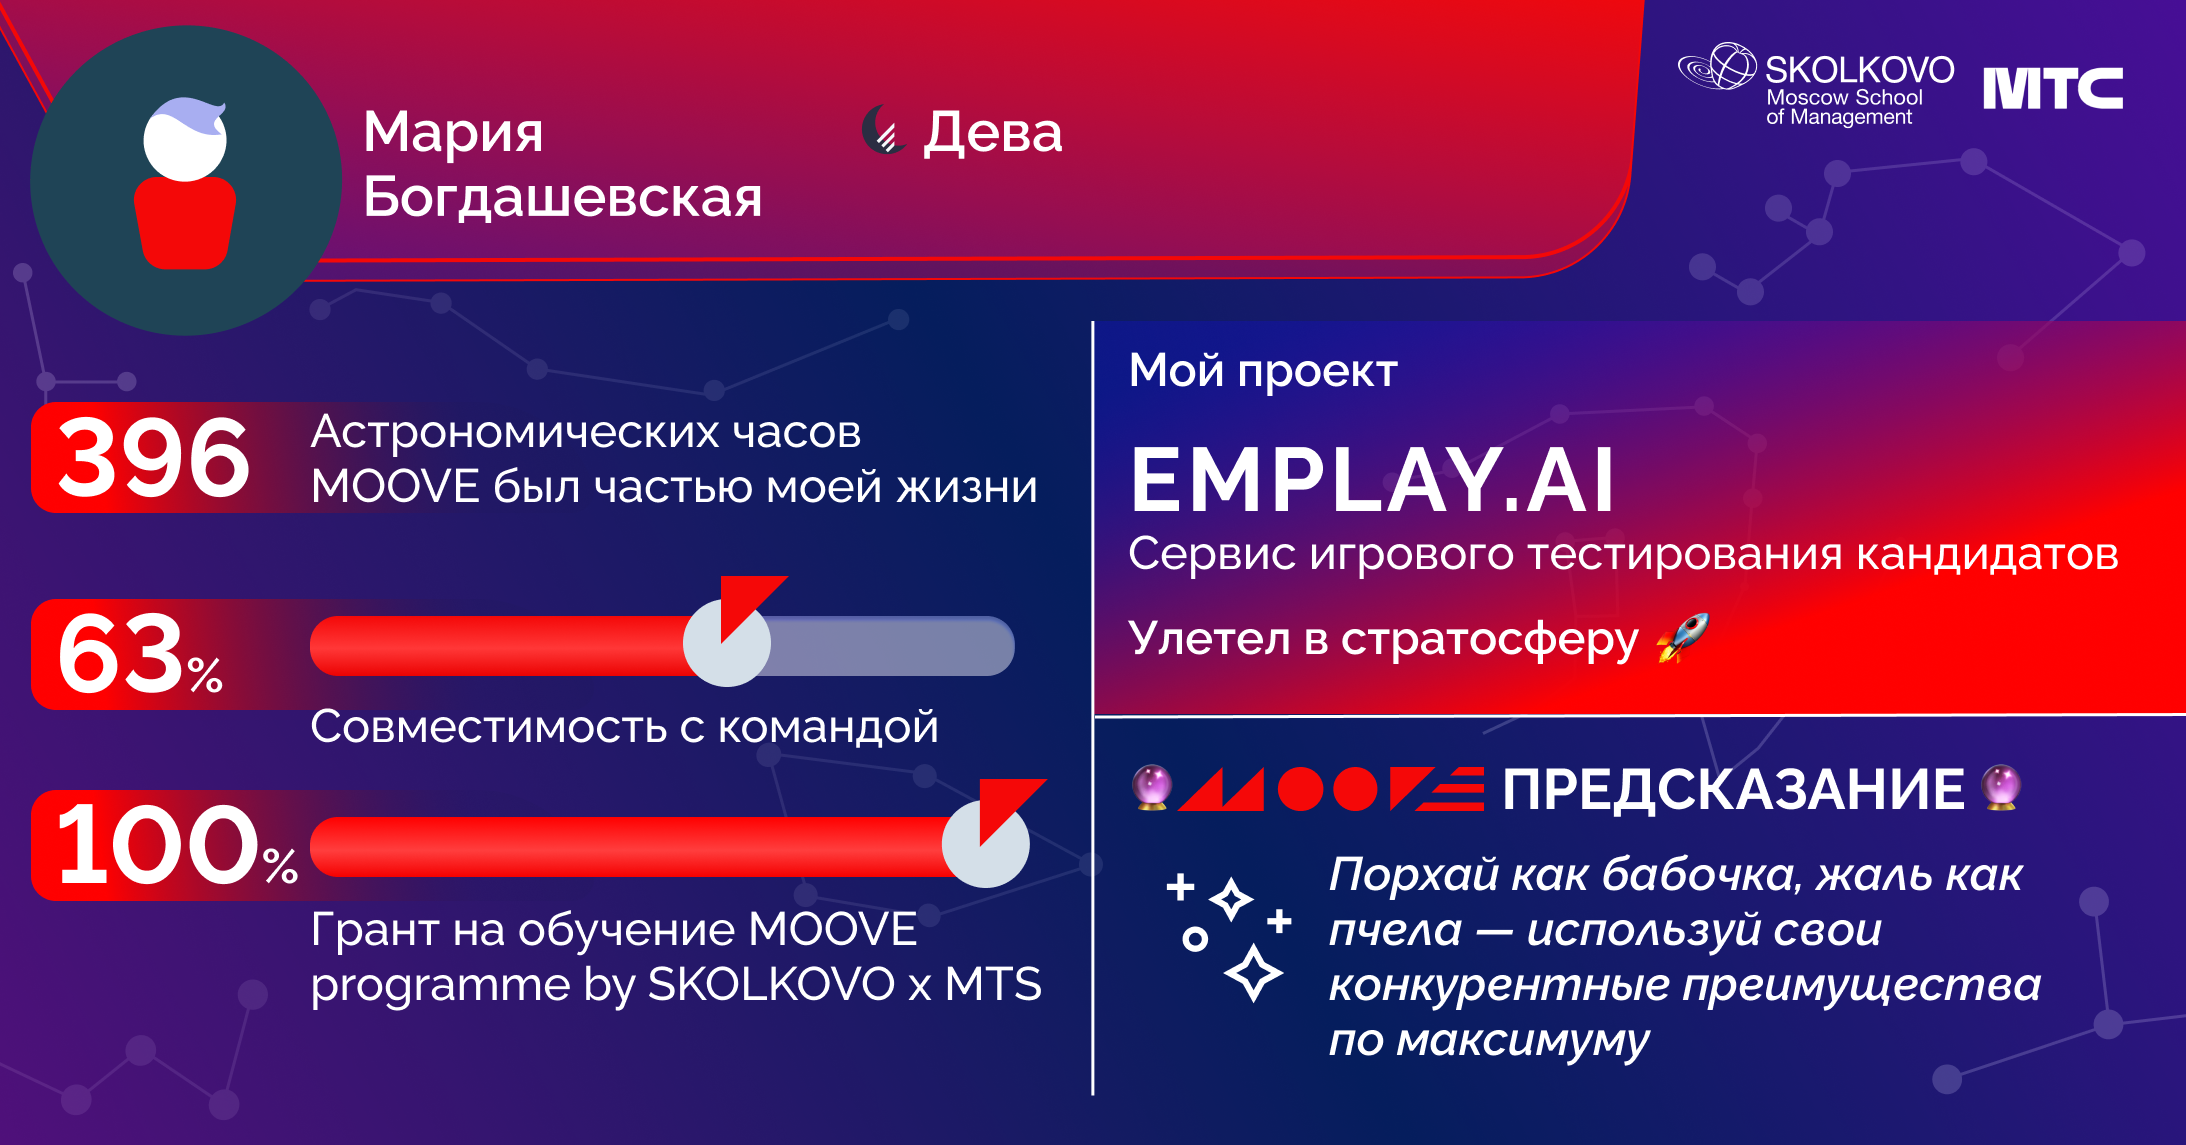 Мария
Богдашевская
Дева
SKOLKOVO
Moscow School
of Management
МТС
396
Астрономических часов
MOOVE был частью моей жизни
63%
Совместимость с командой
100%
Грант на обучение MOOVE
programme by SKOLKOVO x MTS
Мой проект
EMPLAY.AI
Сервис игрового тестирования кандидатов
Улетел в стратосферу 🚀
🔮 MOOVE ПРЕДСКАЗАНИЕ 🔮
Порхай как бабочка, жаль как
пчела — используй свои
конкурентные преимущества
по максимуму